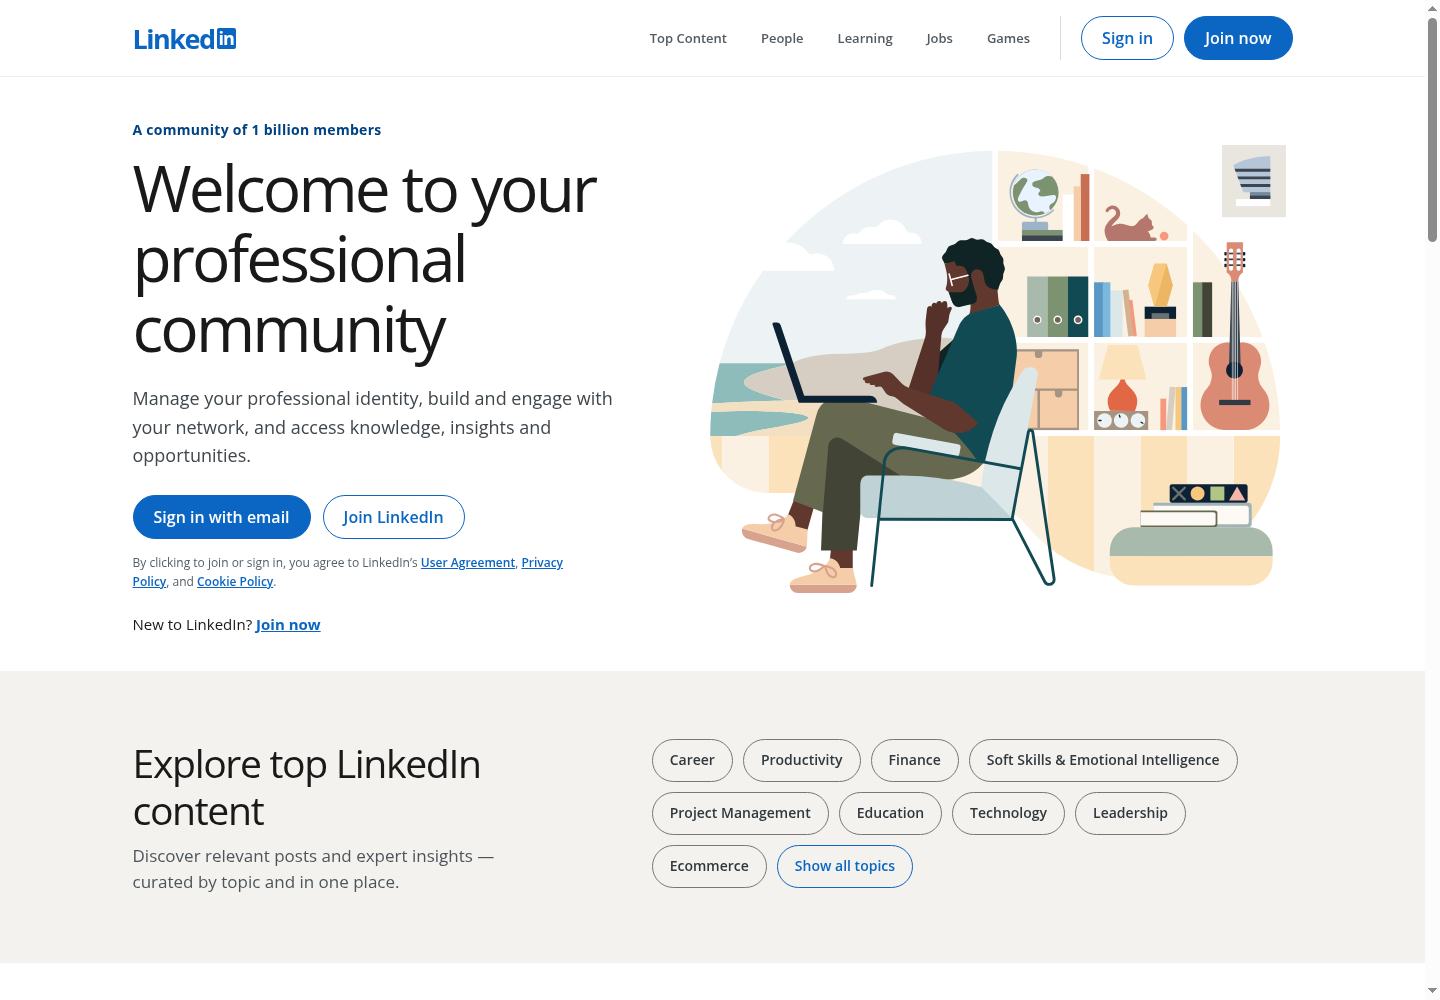 Linkedin
Top Content
People
Learning
Jobs
Games
Sign in
Join now
A community of 1 billion members
Welcome to your
professional
community
Manage your professional identity, build and engage with
your network, and access knowledge, insights and
opportunities.
Sign in with email
Join LinkedIn
By clicking to join or sign in, you agree to LinkedIn’s User Agreement, Privacy
Policy, and Cookie Policy.
New to LinkedIn? Join now
Explore top LinkedIn
content
Discover relevant posts and expert insights —
curated by topic and in one place.
Career
Productivity
Finance
Soft Skills & Emotional Intelligence
Project Management
Education
Technology
Leadership
Ecommerce
Show all topics